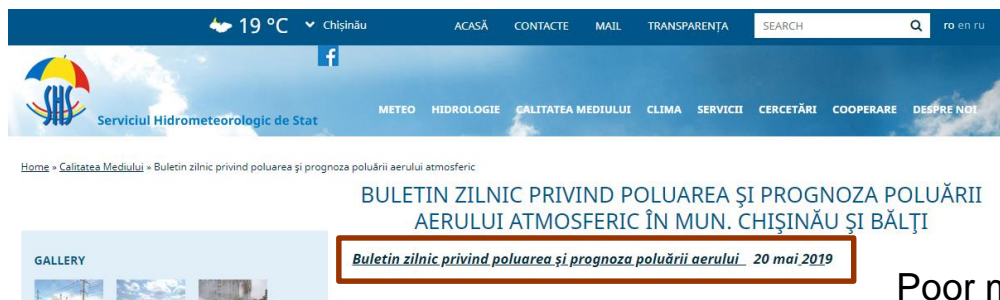 19 °C Chișinău ACASĂ CONTACTE MAIL TRANSPARENȚA SEARCH ro en ru
f
SHS
Serviciul Hidrometeorologic de Stat
METEO HIDROLOGIE CALITATEA MEDIULUI CLIMA SERVICII CERCETĂRI COOPERARE DESPRE NOI
Home » Calitatea Mediului » Buletin zilnic privind poluarea şi prognoza poluării aerului atmosferic
BULETIN ZILNIC PRIVIND POLUAREA ŞI PROGNOZA POLUĂRII
AERULUI ATMOSFERIC ÎN MUN. CHIŞINĂU ŞI BĂLŢI
GALLERY
Buletin zilnic privind poluarea şi prognoza poluării aerului 20 mai 2019
Poor